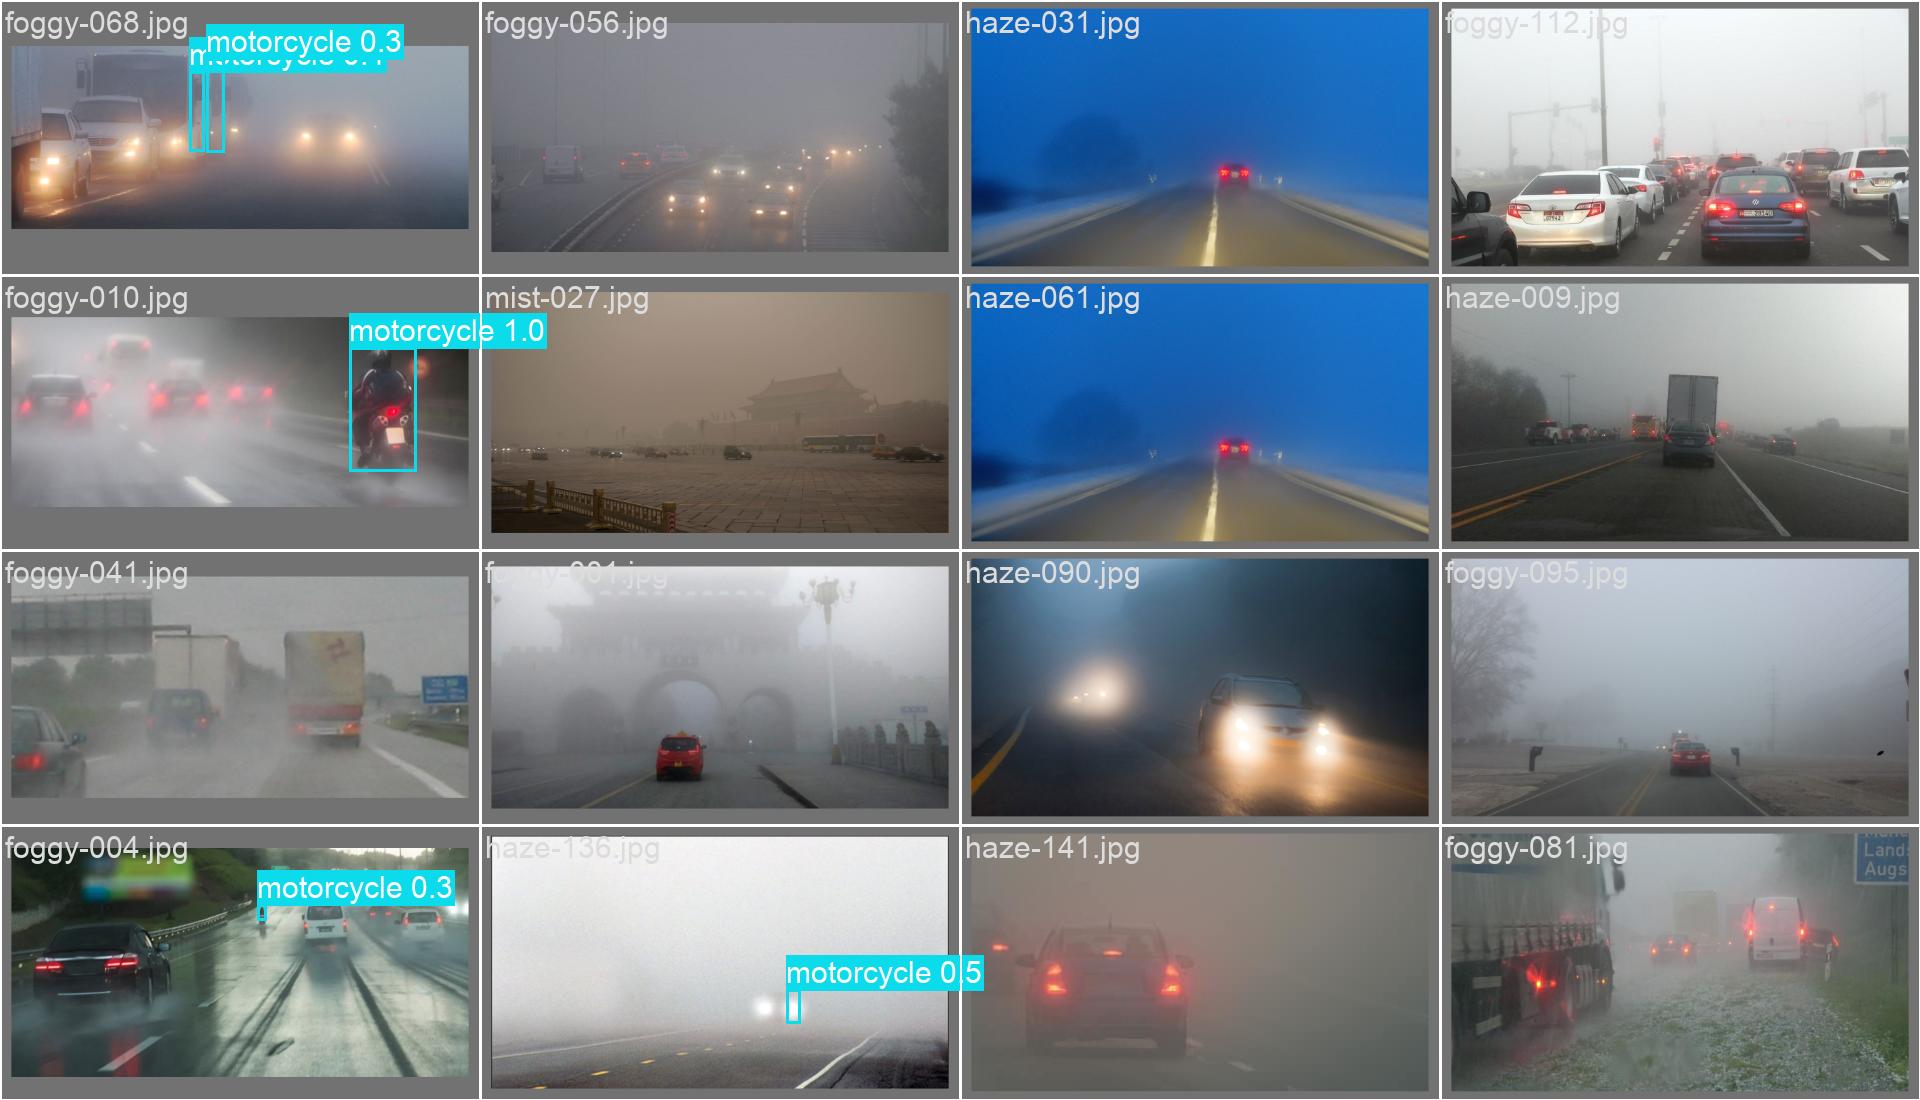 foggy-068.jpg
motorcycle 0.3
foggy-056.jpg
haze-031.jpg
foggy-112.jpg
foggy-010.jpg
motorcycle 1.0
mist-027.jpg
haze-061.jpg
haze-009.jpg
foggy-041.jpg
haze-090.jpg
foggy-095.jpg
foggy-004.jpg
motorcycle 0.3
haze-136.jpg
motorcycle 0.5
haze-141.jpg
foggy-081.jpg
Lands
Augs